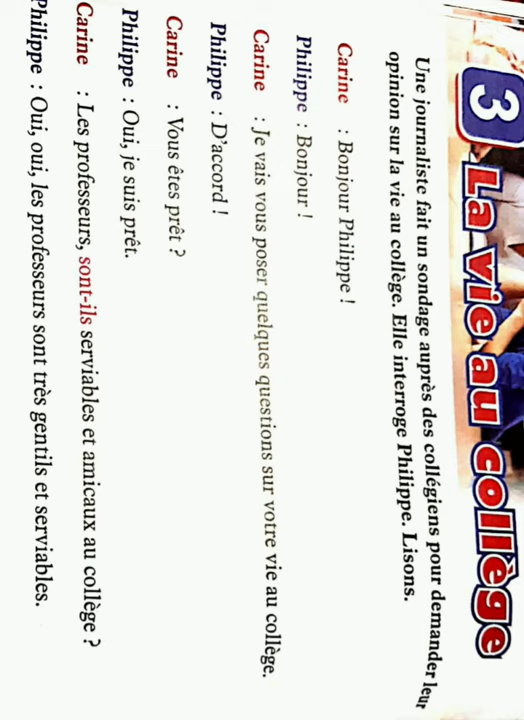 3 La vie au collège
Une journaliste fait un sondage auprès des collégiens pour demander leur
opinion sur la vie au collège. Elle interroge Philippe. Lisons.
Carine : Bonjour Philippe !
Philippe : Bonjour !
Carine : Je vais vous poser quelques questions sur votre vie au collège.
Philippe : D'accord !
Carine : Vous êtes prêt ?
Philippe : Oui, je suis prêt.
Carine : Les professeurs, sont-ils serviables et amicaux au collège ?
Philippe : Oui, oui, les professeurs sont très gentils et serviables.